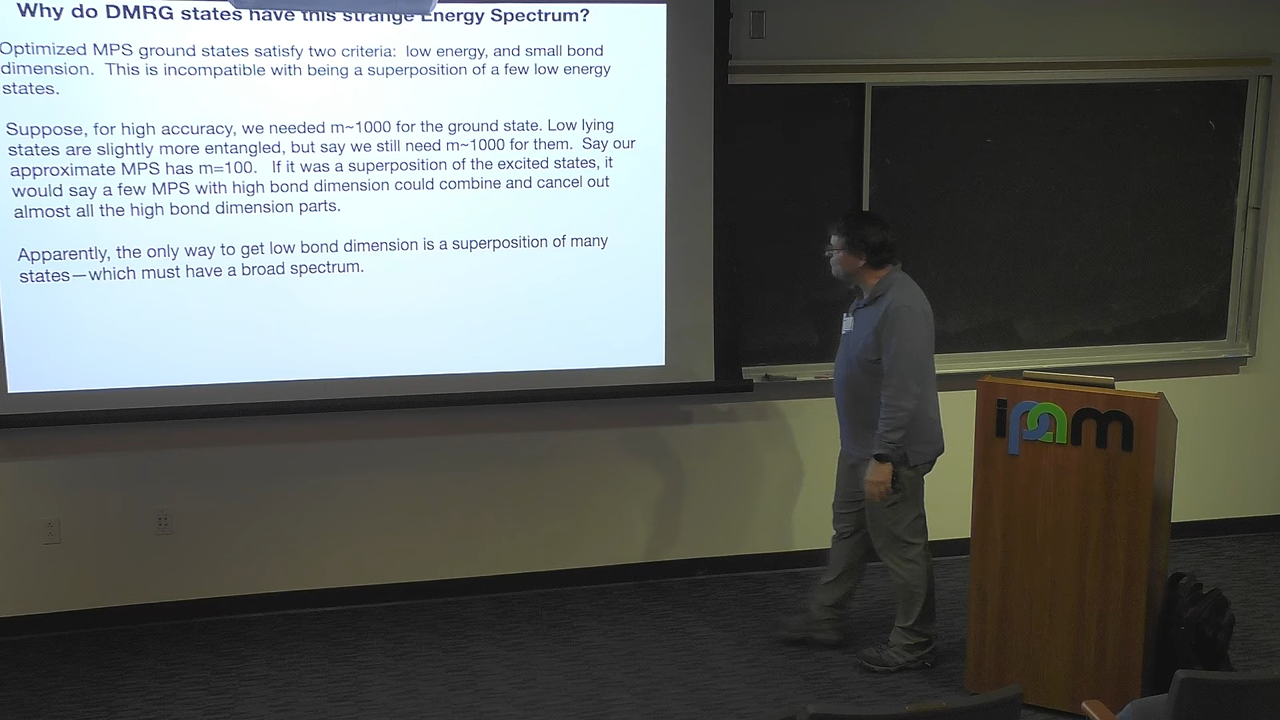 Why do DMRG states have this strange Energy Spectrum?
Optimized MPS ground states satisfy two criteria: low energy, and small bond
dimension. This is incompatible with being a superposition of a few low energy
states.
Suppose, for high accuracy, we needed m~1000 for the ground state. Low lying
states are slightly more entangled, but say we still need m~1000 for them. Say our
approximate MPS has m=100. If it was a superposition of the excited states, it
would say a few MPS with high bond dimension could combine and cancel out
almost all the high bond dimension parts.
Apparently, the only way to get low bond dimension is a superposition of many
states—which must have a broad spectrum.
ipam